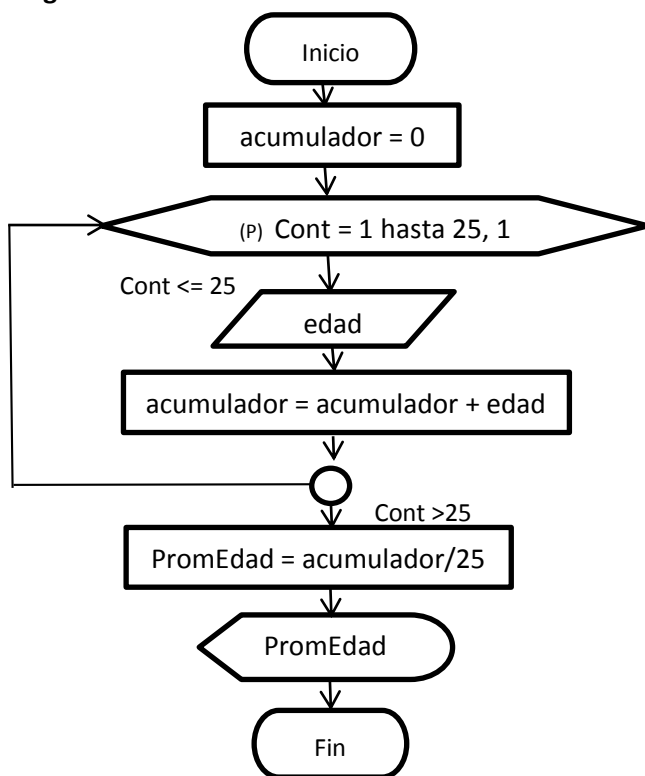 Inicio
acumulador = 0
(P) Cont = 1 hasta 25, 1
Cont <= 25
edad
acumulador = acumulador + edad
Cont >25
PromEdad = acumulador/25
PromEdad
Fin